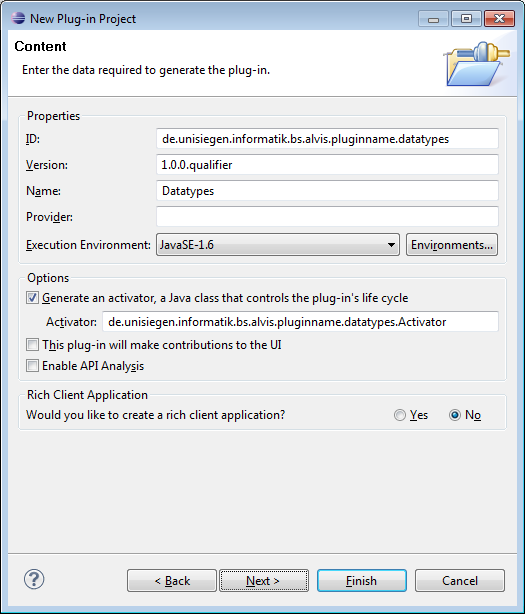 New Plug-in Project
Content
Enter the data required to generate the plug-in.
Properties
ID: de.unisiegen.informatik.bs.alvis.pluginname.datatypes
Version: 1.0.0.qualifier
Name: Datatypes
Provider:
Execution Environment: JavaSE-1.6 Environments...
Options
Generate an activator, a Java class that controls the plug-in's life cycle
Activator: de.unisiegen.informatik.bs.alvis.pluginname.datatypes.Activator
This plug-in will make contributions to the UI
Enable API Analysis
Rich Client Application
Would you like to create a rich client application? Yes No
? < Back Next > Finish Cancel